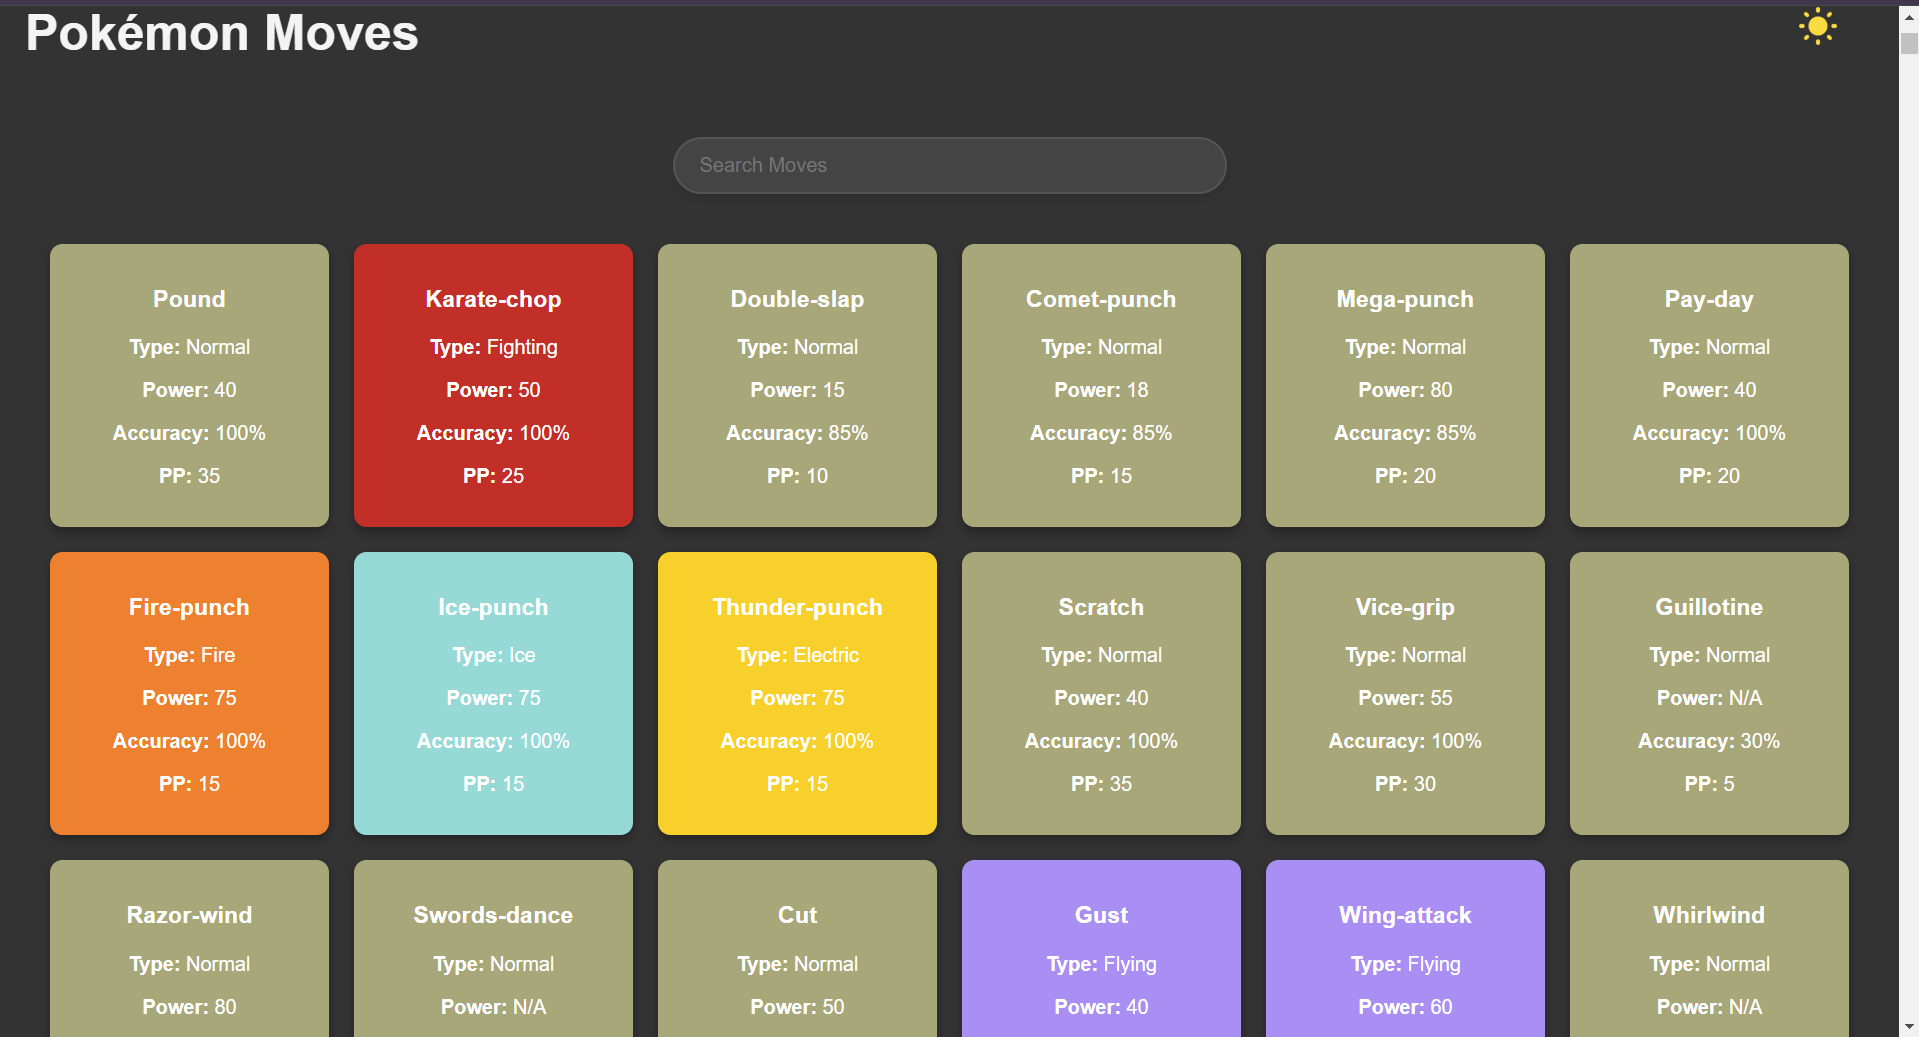 Pokémon Moves
Search Moves
Pound
Type: Normal
Power: 40
Accuracy: 100%
PP: 35
Karate-chop
Type: Fighting
Power: 50
Accuracy: 100%
PP: 25
Double-slap
Type: Normal
Power: 15
Accuracy: 85%
PP: 10
Comet-punch
Type: Normal
Power: 18
Accuracy: 85%
PP: 15
Mega-punch
Type: Normal
Power: 80
Accuracy: 85%
PP: 20
Pay-day
Type: Normal
Power: 40
Accuracy: 100%
PP: 20
Fire-punch
Type: Fire
Power: 75
Accuracy: 100%
PP: 15
Ice-punch
Type: Ice
Power: 75
Accuracy: 100%
PP: 15
Thunder-punch
Type: Electric
Power: 75
Accuracy: 100%
PP: 15
Scratch
Type: Normal
Power: 40
Accuracy: 100%
PP: 35
Vice-grip
Type: Normal
Power: 55
Accuracy: 100%
PP: 30
Guillotine
Type: Normal
Power: N/A
Accuracy: 30%
PP: 5
Razor-wind
Type: Normal
Power: 80
Swords-dance
Type: Normal
Power: N/A
Cut
Type: Normal
Power: 50
Gust
Type: Flying
Power: 40
Wing-attack
Type: Flying
Power: 60
Whirlwind
Type: Normal
Power: N/A